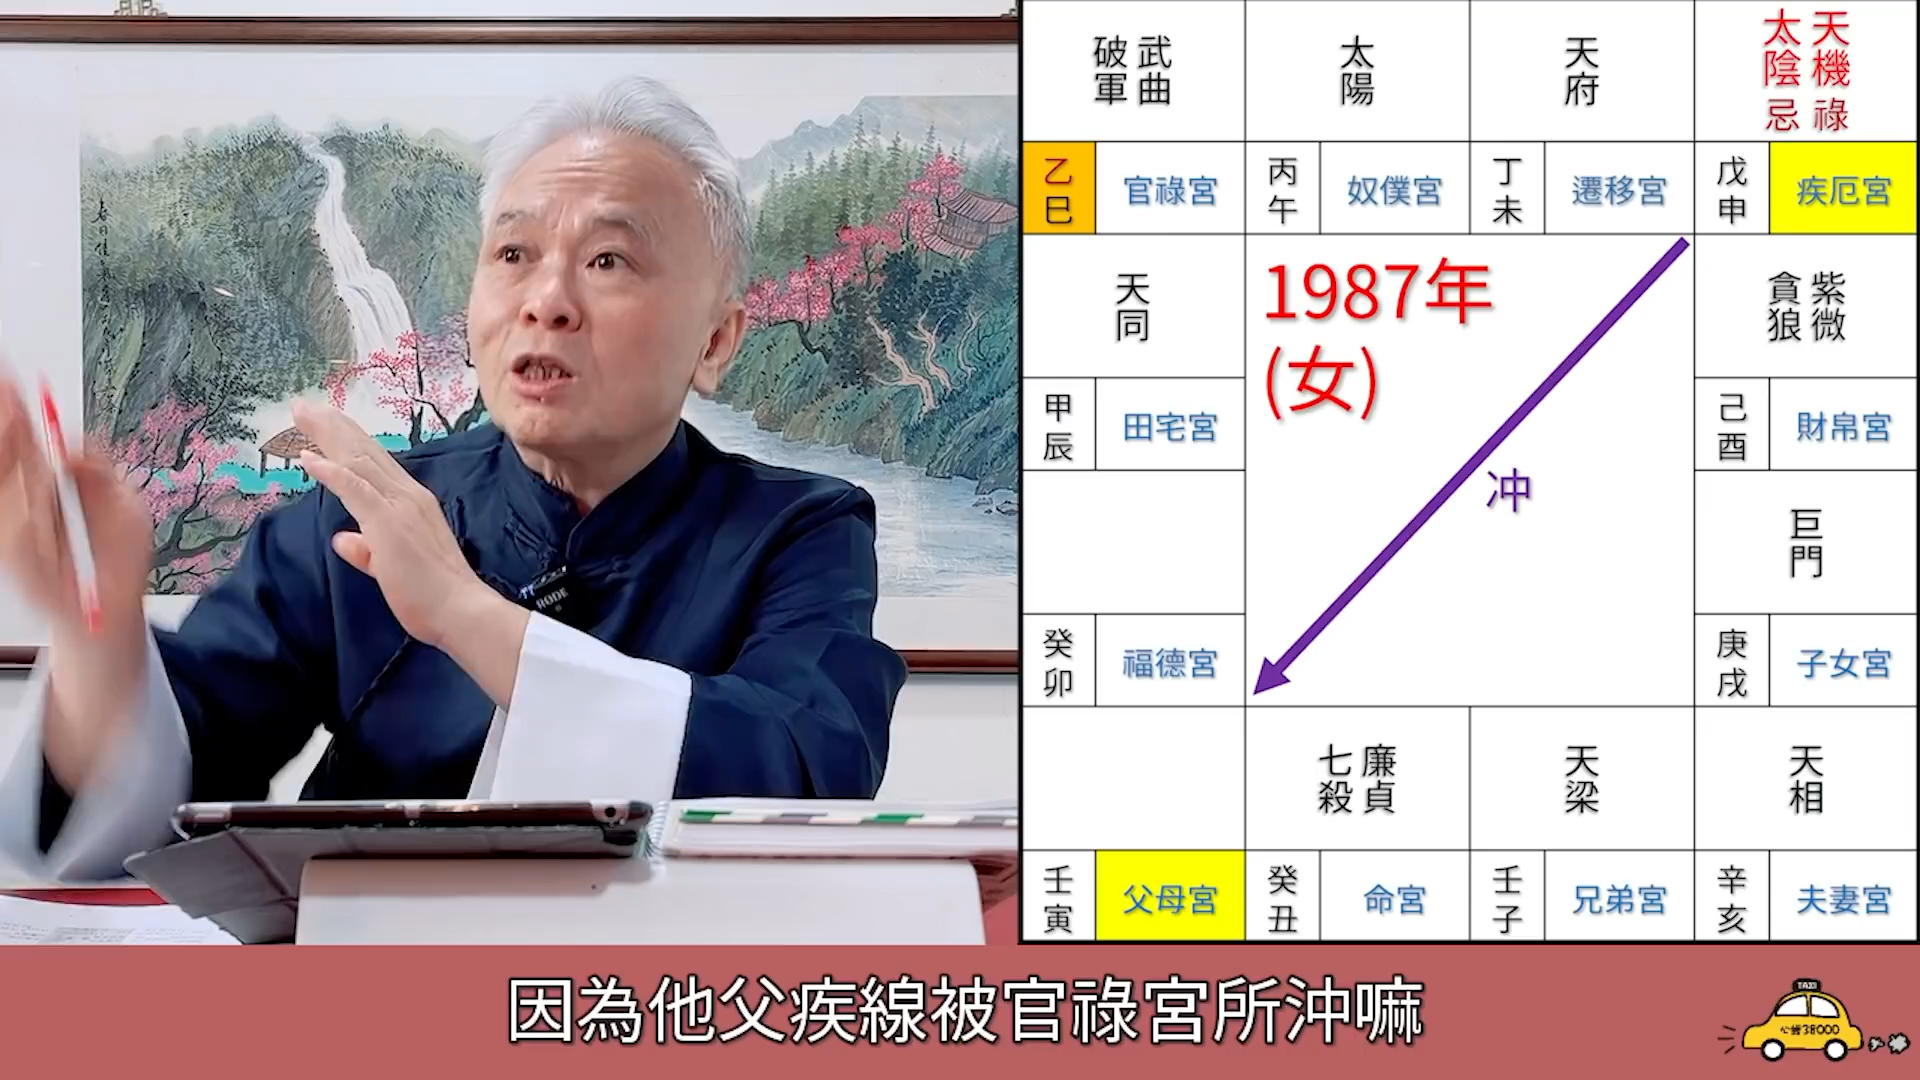 武曲
破軍
太陽
天府
天機祿
太陰忌
乙巳
官祿宮
丙午
奴僕宮
丁未
遷移宮
戊申
疾厄宮
天同
1987年
(女)
紫微
貪狼
甲辰
田宅宮
冲
己酉
財帛宮
巨門
癸卯
福德宮
庚戌
子女宮
廉貞
七殺
天梁
天相
壬寅
父母宮
癸丑
命宮
壬子
兄弟宮
辛亥
夫妻宮
RODE
因為他父疾線被官祿宮所沖嘛
TAXI